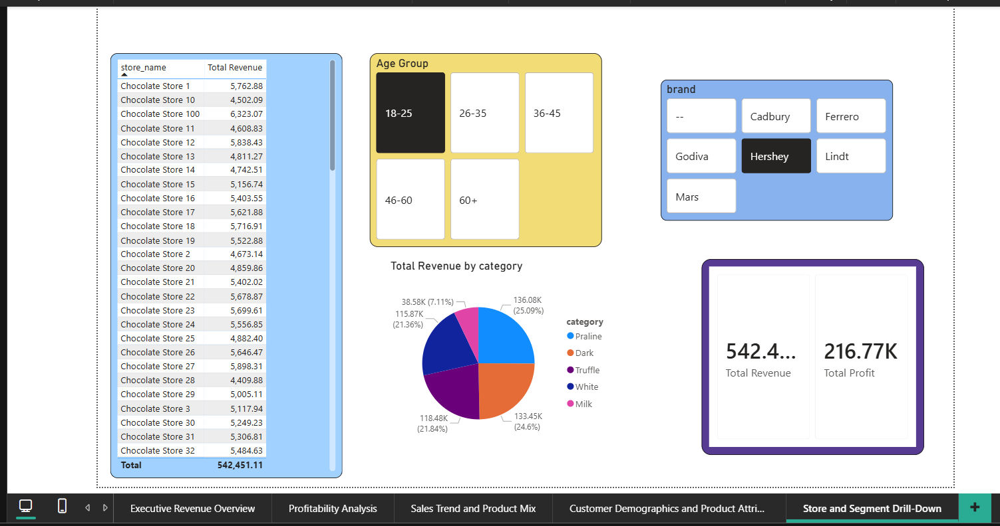 store_name Total Revenue
Chocolate Store 1 5,762.88
Chocolate Store 10 4,502.09
Chocolate Store 100 6,323.07
Chocolate Store 11 4,608.83
Chocolate Store 12 5,838.43
Chocolate Store 13 4,811.27
Chocolate Store 14 4,742.51
Chocolate Store 15 5,156.74
Chocolate Store 16 5,403.55
Chocolate Store 17 5,621.88
Chocolate Store 18 5,716.91
Chocolate Store 19 5,522.88
Chocolate Store 2 4,673.14
Chocolate Store 20 4,859.86
Chocolate Store 21 5,402.02
Chocolate Store 22 5,678.87
Chocolate Store 23 5,699.61
Chocolate Store 24 5,556.85
Chocolate Store 25 4,882.40
Chocolate Store 26 5,646.47
Chocolate Store 27 5,898.31
Chocolate Store 28 4,409.88
Chocolate Store 29 5,005.11
Chocolate Store 3 5,117.94
Chocolate Store 30 5,249.23
Chocolate Store 31 5,306.81
Chocolate Store 32 5,484.63
Total 542,451.11
Age Group
18-25 26-35 36-45
46-60 60+
brand
-- Cadbury Ferrero
Godiva Hershey Lindt
Mars
Total Revenue by category
38.58K (7.11%)
115.87K
(21.36%)
136.08K
(25.09%)
118.48K
(21.84%)
133.45K
(24.6%)
category
Praline
Dark
Truffle
White
Milk
542.4... 216.77K
Total Revenue Total Profit
Executive Revenue Overview Profitability Analysis Sales Trend and Product Mix Customer Demographics and Product Attri... Store and Segment Drill-Down +